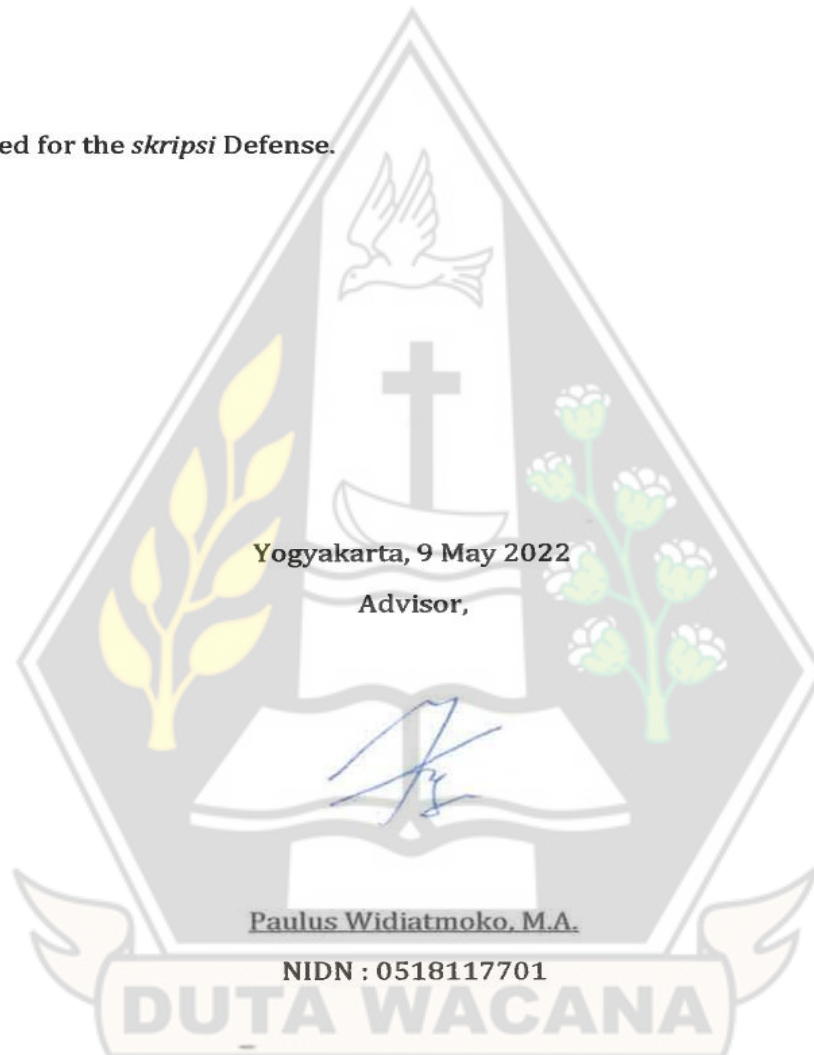 ed for the skripsi Defense.
Yogyakarta, 9 May 2022
Advisor,
Paulus Widiatmoko, M.A.
NIDN : 0518117701
DUTA WACANA